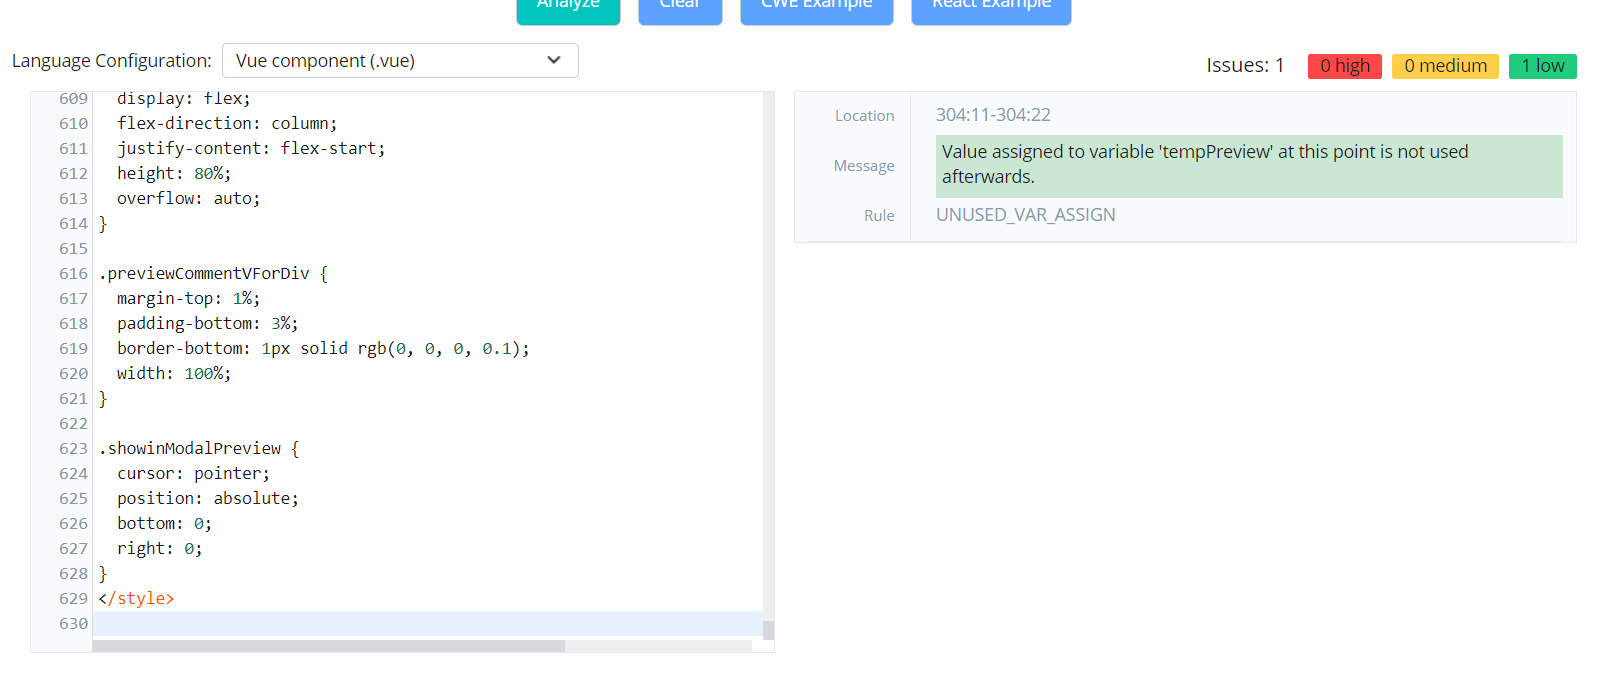 Analyze Clear CWE Example React Example
Language Configuration: Vue component (.vue)
Issues: 1 0 high 0 medium 1 low
609 display: flex;
610 flex-direction: column;
611 justify-content: flex-start;
612 height: 80%;
613 overflow: auto;
614 }
615
616 .previewCommentVForDiv {
617 margin-top: 1%;
618 padding-bottom: 3%;
619 border-bottom: 1px solid rgb(0, 0, 0, 0.1);
620 width: 100%;
621 }
622
623 .showinModalPreview {
624 cursor: pointer;
625 position: absolute;
626 bottom: 0;
627 right: 0;
628 }
629 </style>
630
Location 304:11-304:22
Message Value assigned to variable 'tempPreview' at this point is not used
afterwards.
Rule UNUSED_VAR_ASSIGN